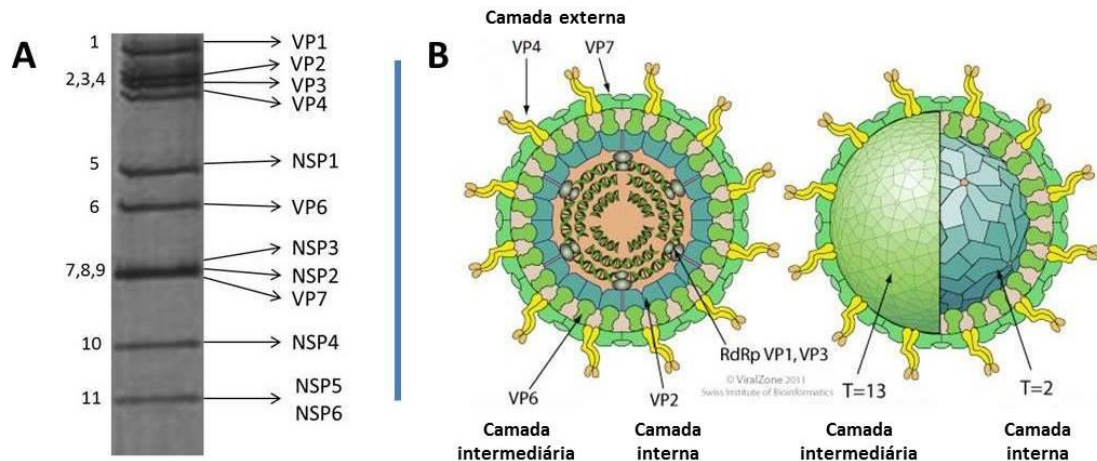 A
1
2,3,4
5
6
7,8,9
10
11
VP1
VP2
VP3
VP4
NSP1
VP6
NSP3
NSP2
VP7
NSP4
NSP5
NSP6
B
Camada externa
VP4
VP7
RdRp VP1,VP3
© ViralZone 2011
Swiss Institute of Bioinformatics
VP6
VP2
T=13
T=2
Camada
intermediária
Camada
interna
Camada
intermediária
Camada
interna